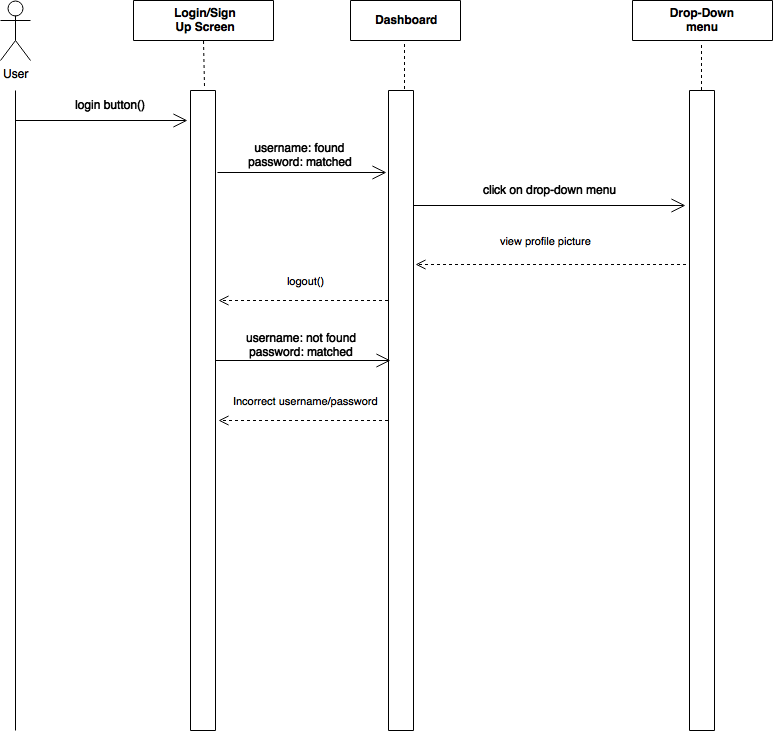 Login/Sign
Up Screen
Dashboard
Drop-Down
menu
User
login button()
username: found
password: matched
click on drop-down menu
view profile picture
logout()
username: not found
password: matched
Incorrect username/password